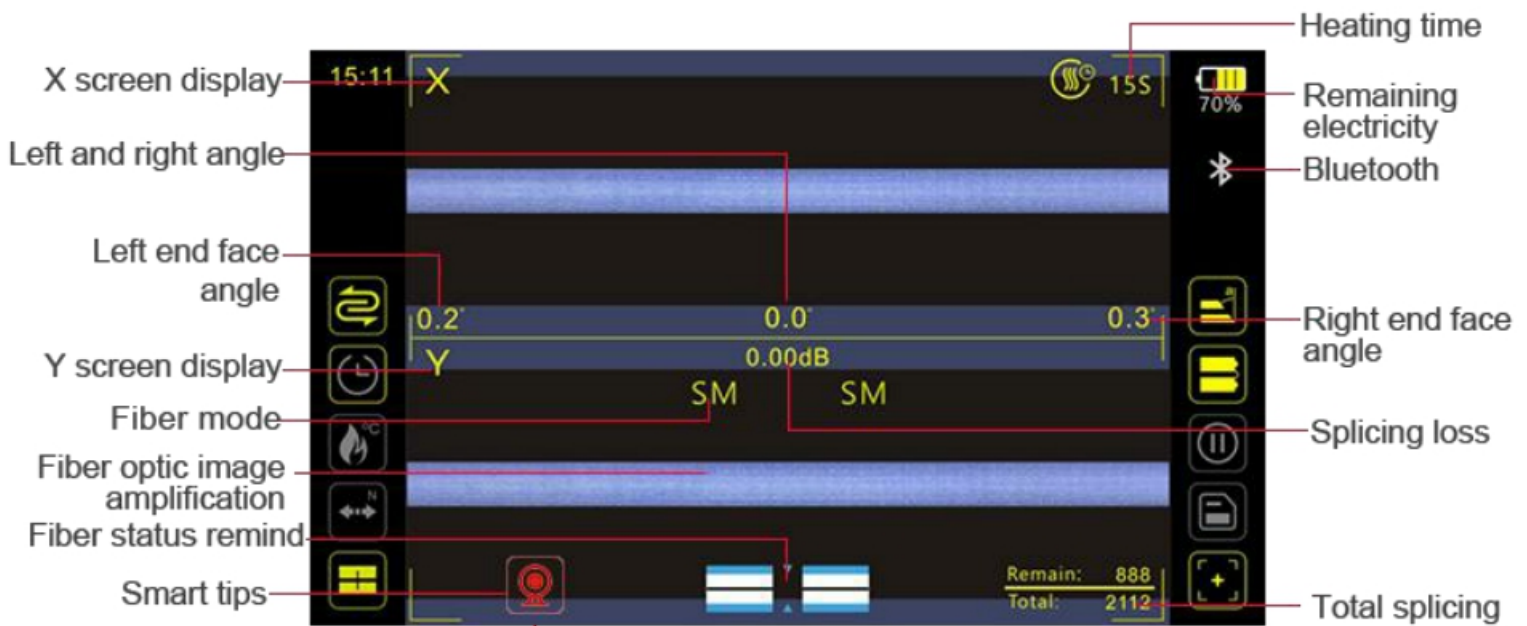 Heating time
X screen display
15:11
X
15S
70%
Remaining
electricity
Left and right angle
Bluetooth
Left end face
angle
0.2°
0.0°
0.3°
Right end face
angle
Y screen display
Y
0.00dB
Fiber mode
SM
SM
Splicing loss
°C
Fiber optic image
amplification
N
Fiber status remind
Smart tips
Remain: 888
Total: 2112
Total splicing